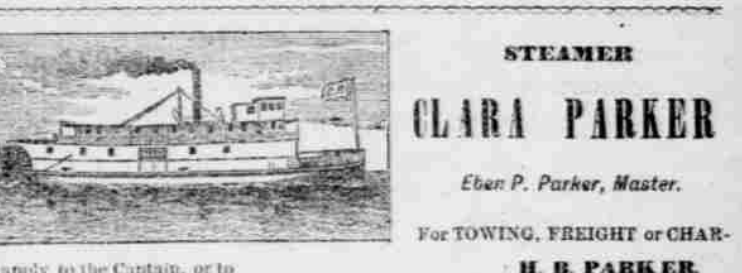 STEAMER
CLARA PARKER
Eben P. Parker, Master.
For TOWING, FREIGHT or CHAR-
apply to the Captain, or to
H. B. PARKER.